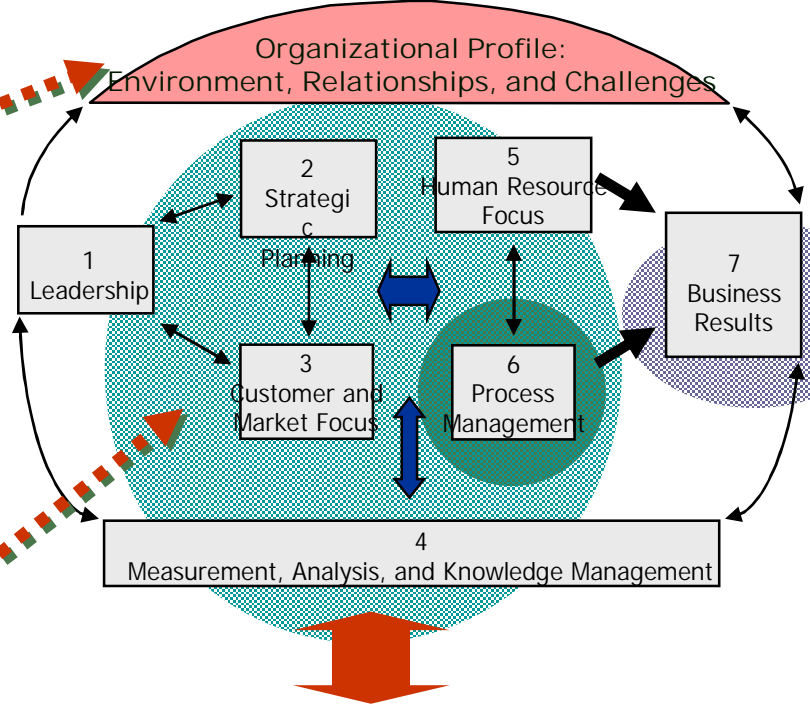 Organizational Profile:
Environment, Relationships, and Challenges
2
Strategi
c
Planning
5
Human Resource
Focus
1
Leadership
7
Business
Results
3
Customer and
Market Focus
6
Process
Management
4
Measurement, Analysis, and Knowledge Management